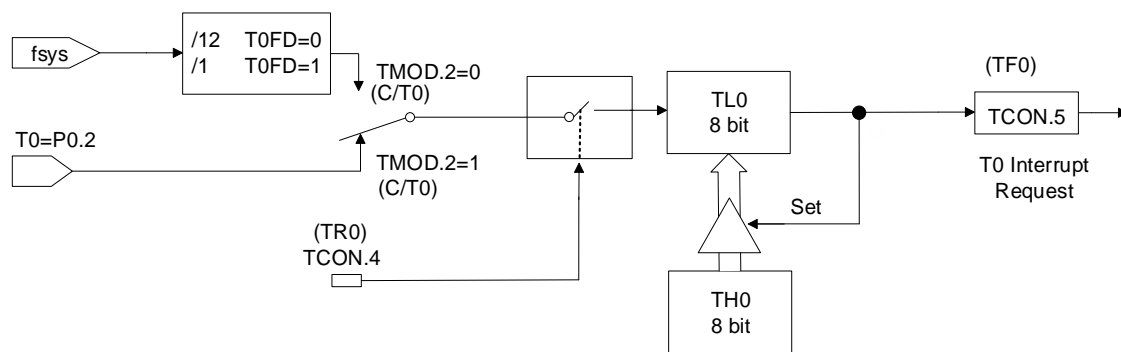 fsys
/12 T0FD=0
/1 T0FD=1
TMOD.2=0
(C/T0)
T0=P0.2
TMOD.2=1
(C/T0)
(TR0)
TCON.4
TL0
8 bit
Set
TH0
8 bit
(TF0)
TCON.5
T0 Interrupt
Request